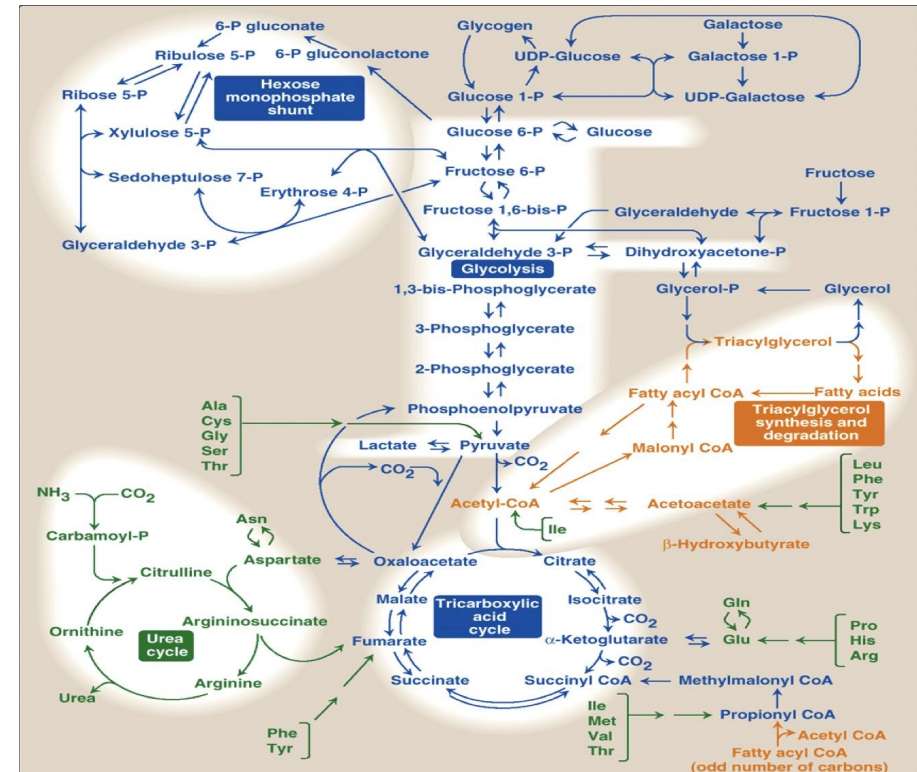 6-P gluconate
Ribulose 5-P
6-P gluconolactone
Ribose 5-P
Hexose
monophosphate
shunt
Xylulose 5-P
Sedoheptulose 7-P
Erythrose 4-P
Glyceraldehyde 3-P
Glycogen
UDP-Glucose
Glucose 1-P
Glucose 6-P
Glucose
Fructose 6-P
Fructose 1,6-bis-P
Glyceraldehyde 3-P
Glycolysis
1,3-bis-Phosphoglycerate
3-Phosphoglycerate
2-Phosphoglycerate
Phosphoenolpyruvate
Lactate
Pyruvate
CO2
CO2
Galactose
Galactose 1-P
UDP-Galactose
Fructose
Glyceraldehyde
Fructose 1-P
Dihydroxyacetone-P
Glycerol-P
Glycerol
Triacylglycerol
Fatty acyl CoA
Fatty acids
Triacylglycerol
synthesis and
degradation
Malonyl CoA
Acetyl-CoA
Acetoacetate
β-Hydroxybutyrate
Leu
Phe
Tyr
Trp
Lys
Ile
Ala
Cys
Gly
Ser
Thr
NH3
CO2
Carbamoyl-P
Asn
Aspartate
Citrulline
Argininosuccinate
Ornithine
Urea
cycle
Arginine
Urea
Phe
Tyr
Oxaloacetate
Citrate
Malate
Tricarboxylic
acid
cycle
Isocitrate
CO2
Fumarate
α-Ketoglutarate
CO2
Succinate
Succinyl CoA
Gln
Glu
Pro
His
Arg
Methylmalonyl CoA
Ile
Met
Val
Thr
Propionyl CoA
Acetyl CoA
Fatty acyl CoA
(odd number of carbons)